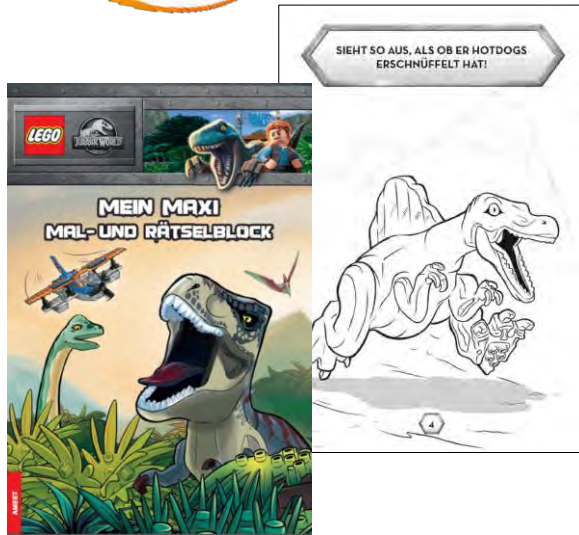 SIEHT SO AUS, ALS OB ER HOTDOGS
ERSCHNÜFFELT HAT!
LEGO
JURASSIC WORLD
MEIN MAXI
MAL- UND RÄTSELBLOCK
AMEET
4